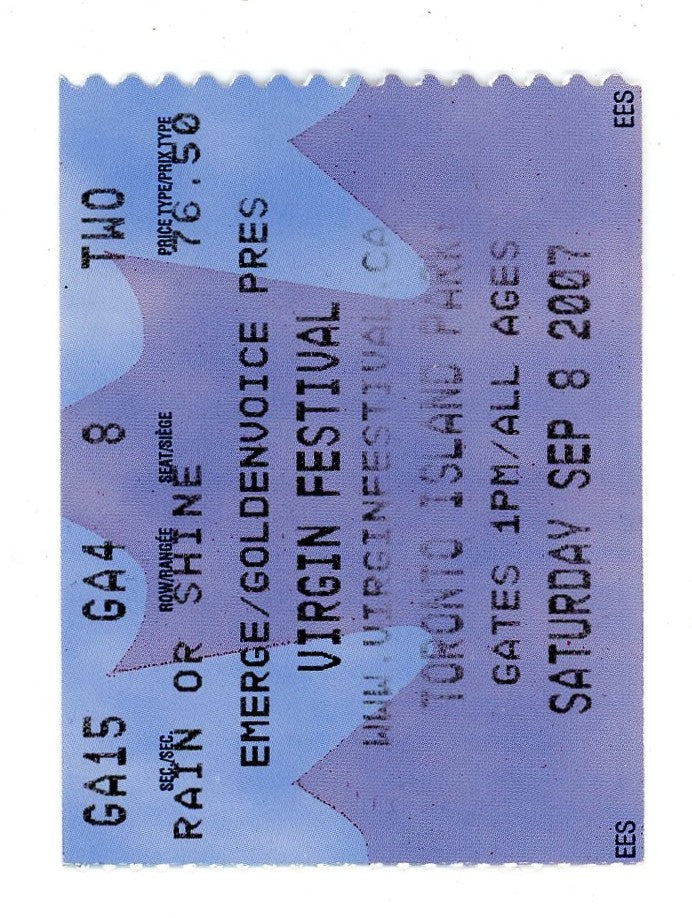 GA15 GA4 8 TWO
SEC./SEC. ROW/RANGÉE SEAT/SIÈGE PRICE TYPE/PRIX TYPE
RAIN OR SHINE 76.50
EMERGE/GOLDENVOICE PRES
VIRGIN FESTIVAL
WWW.VIRGINFESTIVAL.CA
TORONTO ISLAND PARK
GATES 1PM/ALL AGES
SATURDAY SEP 8 2007
EES EES